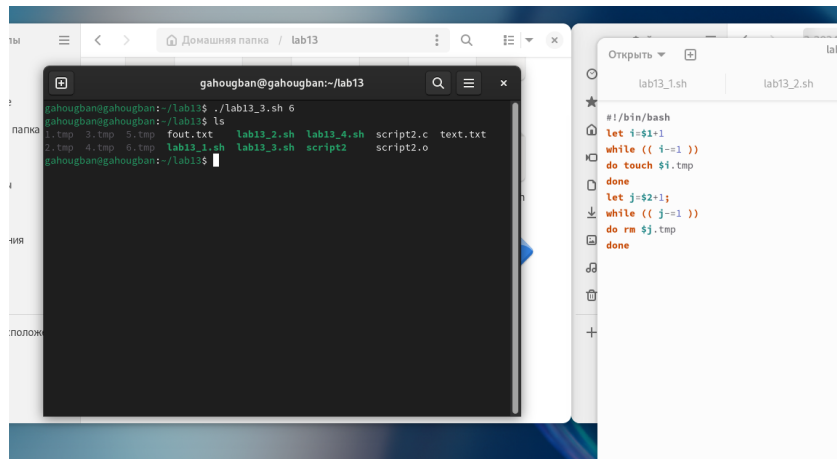 лы
Домашняя папка / lab13
Открыть
lab13_1.sh
lab13_2.sh
gahougban@gahougban:~/lab13
gahougban@gahougban:~/lab13$ ./lab13_3.sh 6
gahougban@gahougban:~/lab13$ ls
1.tmp 3.tmp 5.tmp fout.txt lab13_2.sh lab13_4.sh script2.c text.txt
2.tmp 4.tmp 6.tmp lab13_1.sh lab13_3.sh script2 script2.o
gahougban@gahougban:~/lab13$
папка
ния
сположе
#!/bin/bash
let i=$1+1
while (( i-=1 ))
do touch $i.tmp
done
let j=$2+1;
while (( j-=1 ))
do rm $j.tmp
done